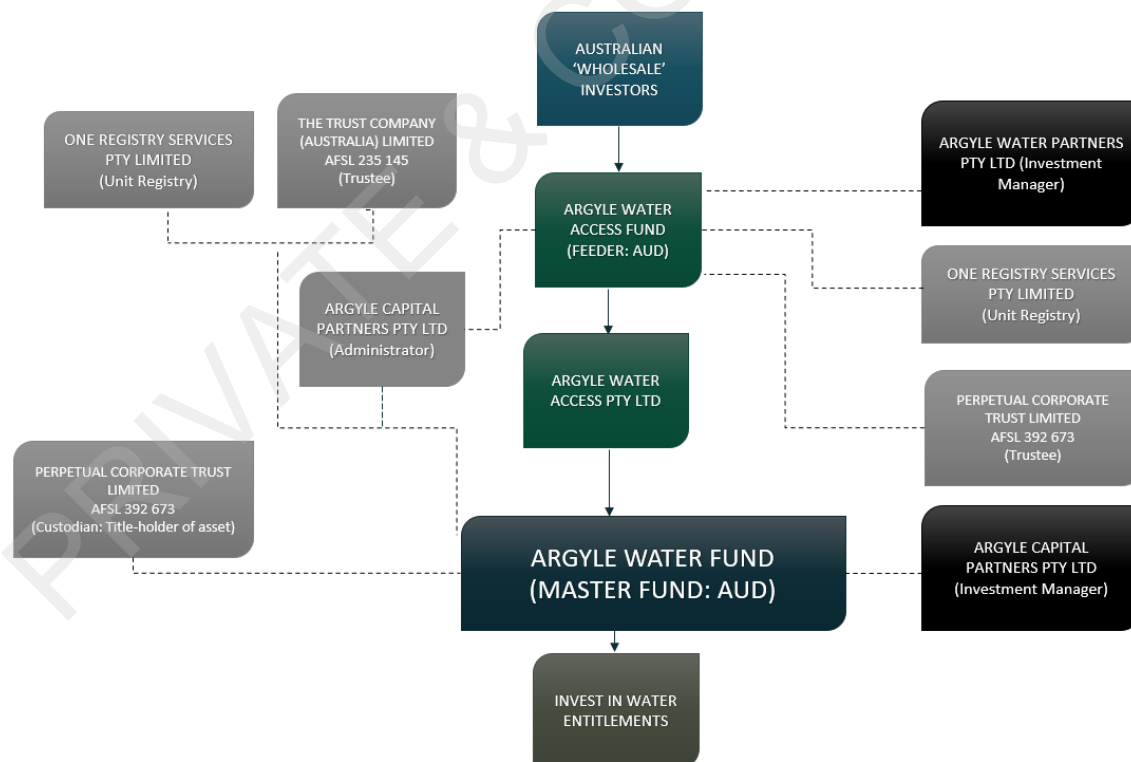 AUSTRALIAN
‘WHOLESALE’
INVESTORS
ONE REGISTRY SERVICES
PTY LIMITED
(Unit Registry)
THE TRUST COMPANY
(AUSTRALIA) LIMITED
AFSL 235 145
(Trustee)
ARGYLE WATER PARTNERS
PTY LTD (Investment
Manager)
ARGYLE WATER
ACCESS FUND
(FEEDER: AUD)
ONE REGISTRY SERVICES
PTY LIMITED
(Unit Registry)
ARGYLE CAPITAL
PARTNERS PTY LTD
(Administrator)
ARGYLE WATER
ACCESS PTY LTD
PERPETUAL CORPORATE
TRUST LIMITED
AFSL 392 673
(Trustee)
PERPETUAL CORPORATE TRUST
LIMITED
AFSL 392 673
(Custodian: Title-holder of asset)
ARGYLE WATER FUND
(MASTER FUND: AUD)
ARGYLE CAPITAL
PARTNERS PTY LTD
(Investment Manager)
INVEST IN WATER
ENTITLEMENTS
PRIVATE &